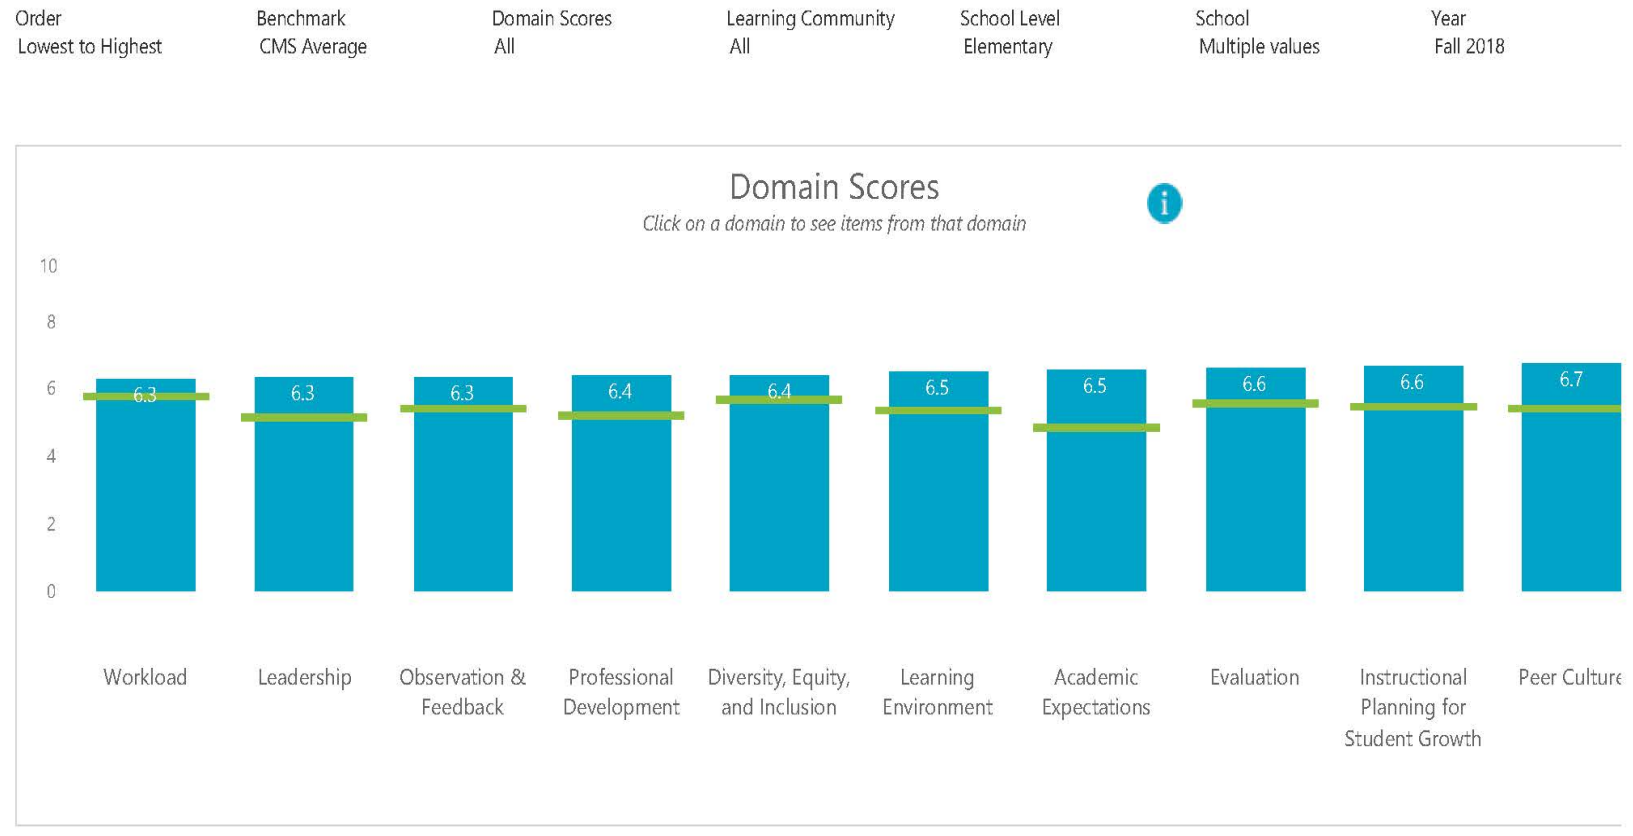 Order Benchmark Domain Scores Learning Community School Level School Year
Lowest to Highest CMS Average All All Elementary Multiple values Fall 2018
Domain Scores
i
Click on a domain to see items from that domain
10
8
6
4
2
0
6.3 6.3 6.3 6.4 6.4 6.5 6.5 6.6 6.6 6.7
Workload Leadership Observation & Professional Diversity, Equity, Learning Academic Evaluation Instructional Peer Culture
Feedback Development and Inclusion Environment Expectations Planning for
Student Growth